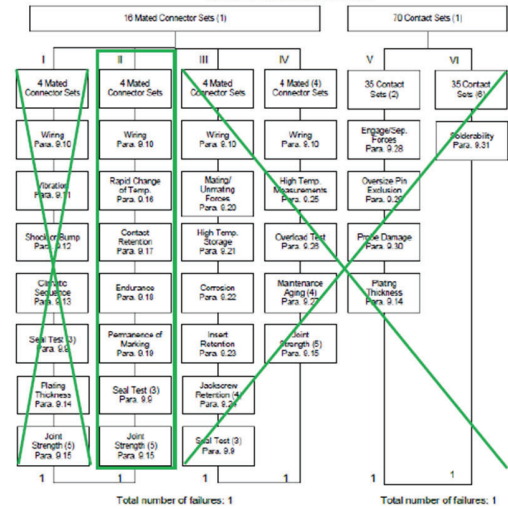 16 Mated Connector Sets (1)
70 Contact Sets (1)
I
4 Mated
Connector Sets
Wiring
Para. 9.10
Vibration
Para. 9.11
Shock or Bump
Para. 9.12
Climatic
Sequence
Para. 9.13
Seal Test (3)
Para. 9.9
Plating
Thickness
Para. 9.14
Joint
Strength (5)
Para. 9.15
1
II
4 Mated
Connector Sets
Wiring
Para. 9.10
Rapid Change
of Temp.
Para. 9.16
Contact
Retention
Para. 9.17
Endurance
Para. 9.18
Permanence of
Marking
Para. 9.19
Seal Test (3)
Para. 9.9
Joint
Strength (5)
Para. 9.15
1
III
4 Mated
Connector Sets
Wiring
Para. 9.10
Mating/
Unmating
Forces
Para. 9.20
High Temp.
Storage
Para. 9.21
Corrosion
Para. 9.22
Insert
Retention
Para. 9.23
Jackscrew
Retention (4)
Para. 9.24
Seal Test (3)
Para. 9.9
1
IV
4 Mated (4)
Connector Sets
Wiring
Para. 9.10
High Temp.
Measurements
Para. 9.25
Overload Test
Para. 9.26
Maintenance
Aging (4)
Para. 9.27
Joint
Strength (5)
Para. 9.15
1
V
35 Contact
Sets (2)
Engage/Sep.
Forces
Para. 9.28
Oversize Pin
Exclusion
Para. 9.29
Probe Damage
Para. 9.30
Plating
Thickness
Para. 9.14
1
VI
35 Contact
Sets (6)
Solderability
Para. 9.31
1
Total number of failures: 1
Total number of failures: 1